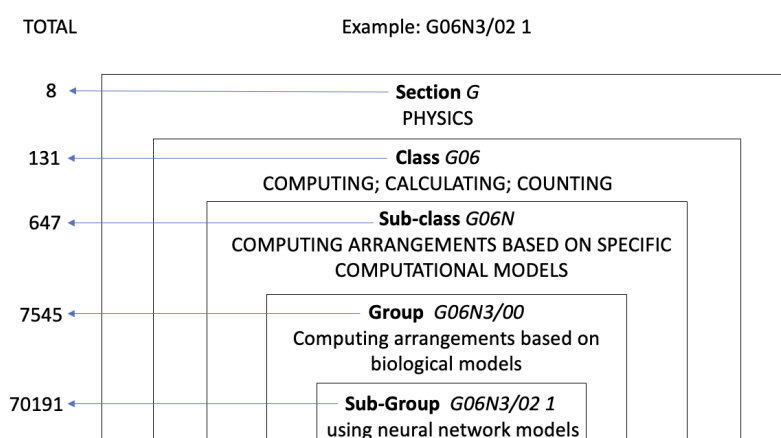 TOTAL Example: G06N3/02 1
8 Section G
PHYSICS
131 Class G06
COMPUTING; CALCULATING; COUNTING
647 Sub-class G06N
COMPUTING ARRANGEMENTS BASED ON SPECIFIC
COMPUTATIONAL MODELS
7545 Group G06N3/00
Computing arrangements based on
biological models
70191 Sub-Group G06N3/02 1
using neural network models